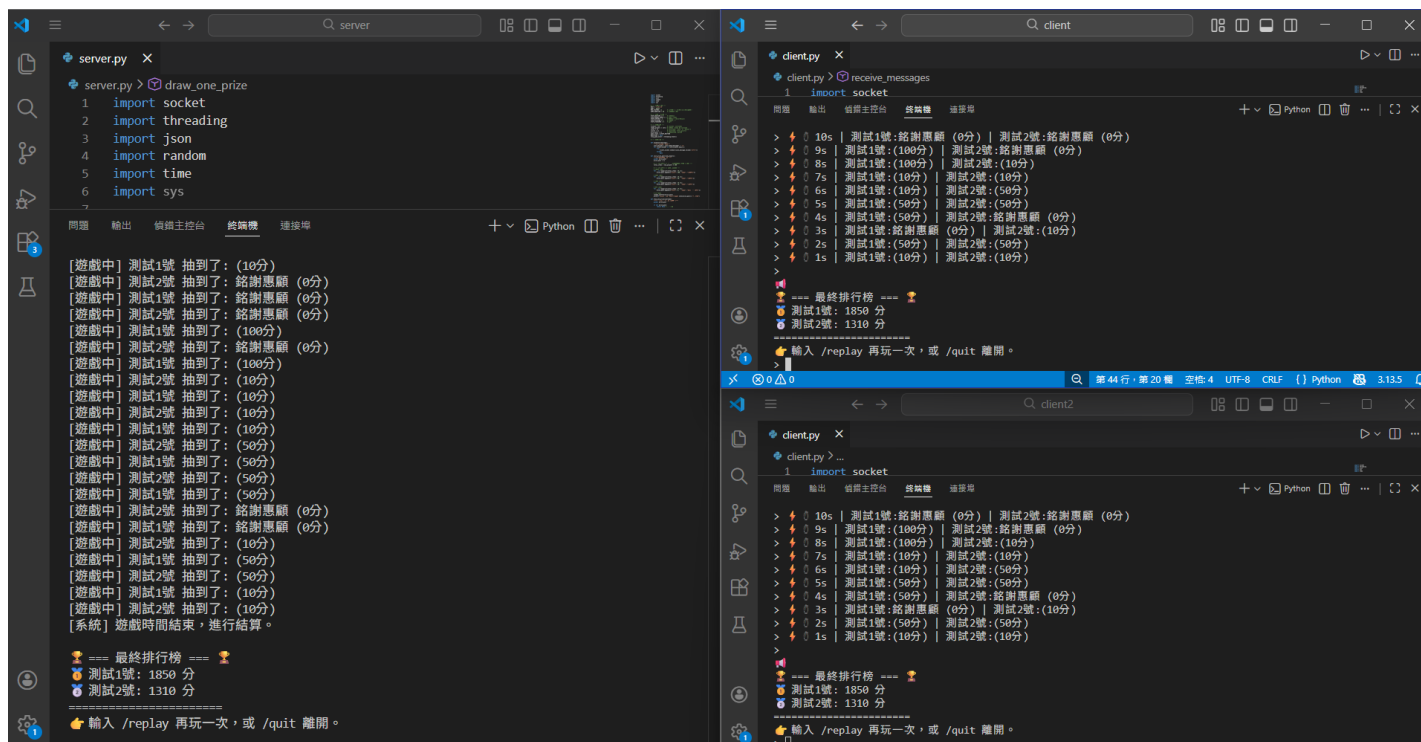 server
server.py
server.py > draw_one_prize
1 import socket
2 import threading
3 import json
4 import random
5 import time
6 import sys
7
問題 輸出 偵錯主控台 終端機 連接埠
Python
[遊戲中] 測試1號 抽到了: (10分)
[遊戲中] 測試2號 抽到了: 銘謝惠顧 (0分)
[遊戲中] 測試1號 抽到了: 銘謝惠顧 (0分)
[遊戲中] 測試2號 抽到了: 銘謝惠顧 (0分)
[遊戲中] 測試1號 抽到了: (100分)
[遊戲中] 測試2號 抽到了: 銘謝惠顧 (0分)
[遊戲中] 測試1號 抽到了: (100分)
[遊戲中] 測試2號 抽到了: (10分)
[遊戲中] 測試1號 抽到了: (10分)
[遊戲中] 測試2號 抽到了: (10分)
[遊戲中] 測試1號 抽到了: (10分)
[遊戲中] 測試2號 抽到了: (50分)
[遊戲中] 測試1號 抽到了: (50分)
[遊戲中] 測試2號 抽到了: (50分)
[遊戲中] 測試1號 抽到了: (50分)
[遊戲中] 測試2號 抽到了: 銘謝惠顧 (0分)
[遊戲中] 測試1號 抽到了: 銘謝惠顧 (0分)
[遊戲中] 測試2號 抽到了: (10分)
[遊戲中] 測試1號 抽到了: (50分)
[遊戲中] 測試2號 抽到了: (50分)
[遊戲中] 測試1號 抽到了: (10分)
[遊戲中] 測試2號 抽到了: (10分)
[系統] 遊戲時間結束，進行結算。
🏆 === 最終排行榜 === 🏆
🥇 測試1號: 1850 分
🥈 測試2號: 1310 分
=======================
👉 輸入 /replay 再玩一次，或 /quit 離開。
3
1
client
client.py
client.py > receive_messages
1 import socket
問題 輸出 偵錯主控台 終端機 連接埠
Python
> ⚡ 10s | 測試1號:銘謝惠顧 (0分) | 測試2號:銘謝惠顧 (0分)
> ⚡ 9s | 測試1號:(100分) | 測試2號:銘謝惠顧 (0分)
> ⚡ 8s | 測試1號:(100分) | 測試2號:(10分)
> ⚡ 7s | 測試1號:(10分) | 測試2號:(10分)
> ⚡ 6s | 測試1號:(10分) | 測試2號:(50分)
> ⚡ 5s | 測試1號:(50分) | 測試2號:(50分)
> ⚡ 4s | 測試1號:(50分) | 測試2號:銘謝惠顧 (0分)
> ⚡ 3s | 測試1號:銘謝惠顧 (0分) | 測試2號:(10分)
> ⚡ 2s | 測試1號:(50分) | 測試2號:(50分)
> ⚡ 1s | 測試1號:(10分) | 測試2號:(10分)
>
📢
🏆 === 最終排行榜 === 🏆
🥇 測試1號: 1850 分
🥈 測試2號: 1310 分
=======================
👉 輸入 /replay 再玩一次，或 /quit 離開。
>
1
1
0 0 第 44 行，第 20 欄 空格: 4 UTF-8 CRLF { } Python 3.13.5
client2
client.py
client.py > ...
1 import socket
問題 輸出 偵錯主控台 終端機 連接埠
Python
> ⚡ 10s | 測試1號:銘謝惠顧 (0分) | 測試2號:銘謝惠顧 (0分)
> ⚡ 9s | 測試1號:(100分) | 測試2號:銘謝惠顧 (0分)
> ⚡ 8s | 測試1號:(100分) | 測試2號:(10分)
> ⚡ 7s | 測試1號:(10分) | 測試2號:(10分)
> ⚡ 6s | 測試1號:(10分) | 測試2號:(50分)
> ⚡ 5s | 測試1號:(50分) | 測試2號:(50分)
> ⚡ 4s | 測試1號:(50分) | 測試2號:銘謝惠顧 (0分)
> ⚡ 3s | 測試1號:銘謝惠顧 (0分) | 測試2號:(10分)
> ⚡ 2s | 測試1號:(50分) | 測試2號:(50分)
> ⚡ 1s | 測試1號:(10分) | 測試2號:(10分)
>
📢
🏆 === 最終排行榜 === 🏆
🥇 測試1號: 1850 分
🥈 測試2號: 1310 分
=======================
👉 輸入 /replay 再玩一次，或 /quit 離開。
>
1